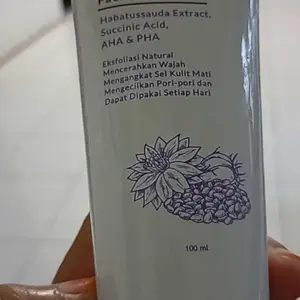 Habatussauda Extract,
Succinic Acid,
AHA & PHA
Eksfoliasi Natural
Mencerahkan Wajah
Mengangkat Sel Kulit Mati
Mengecilkan Pori-pori dan
Dapat Dipakai Setiap Hari
100 ml